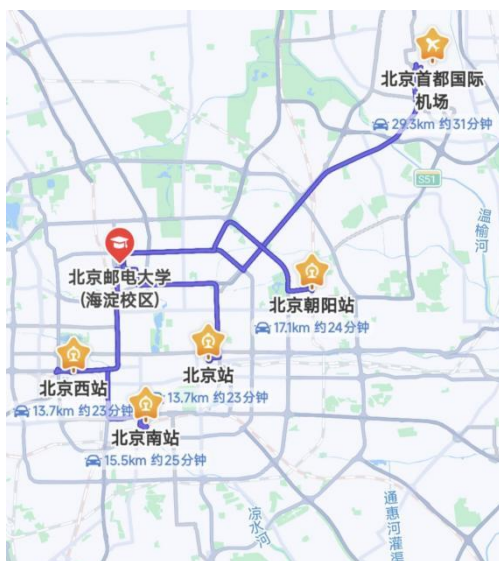 北京首都国际
机场
29.3km 约31分钟
S51
温榆河
北京邮电大学
(海淀校区)
北京朝阳站
17.1km 约24分钟
北京站
13.7km 约23分钟
北京西站
13.7km 约23分钟
北京南站
15.5km 约25分钟
凉水河
通惠河灌渠